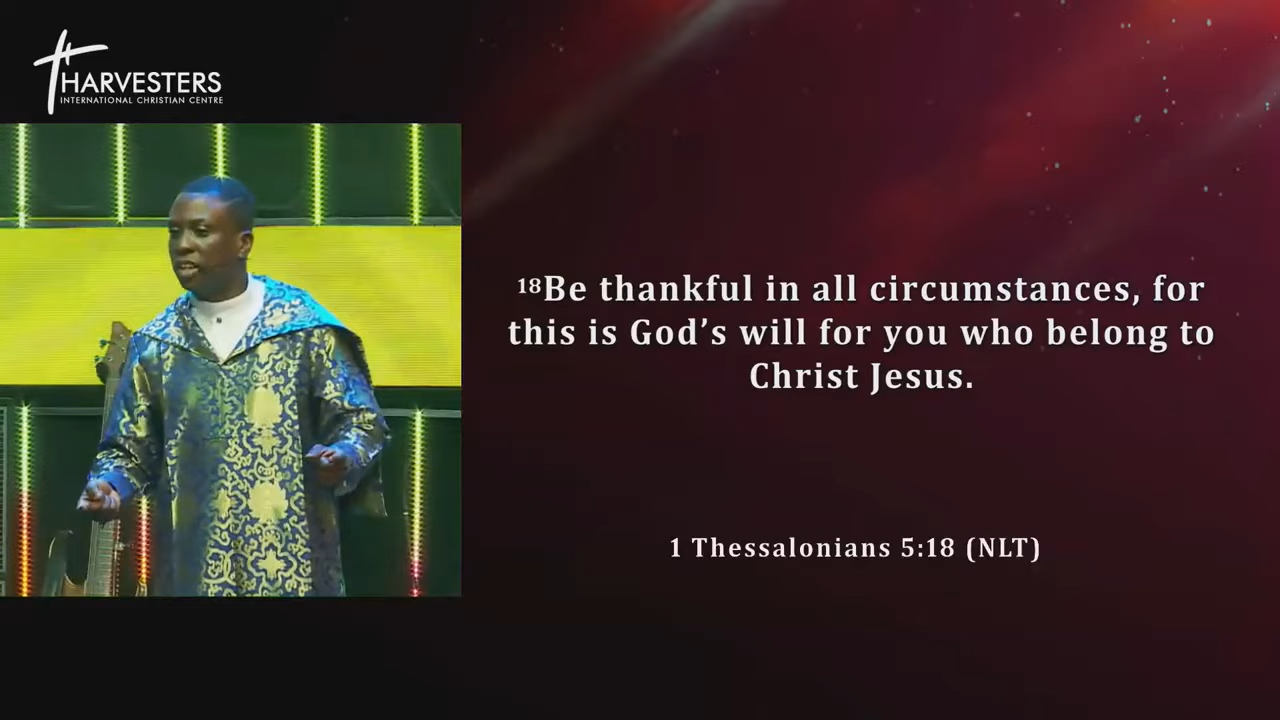 HARVESTERS
INTERNATIONAL CHRISTIAN CENTRE
18Be thankful in all circumstances, for
this is God’s will for you who belong to
Christ Jesus.
1 Thessalonians 5:18 (NLT)